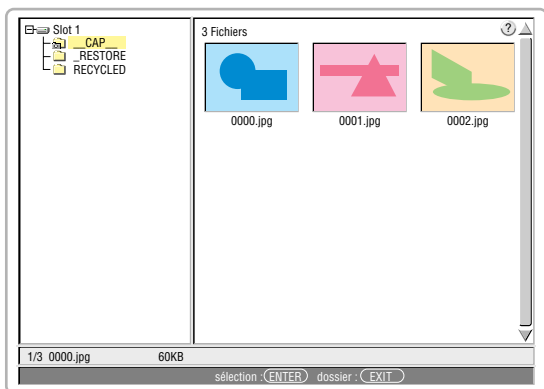 Slot 1
__CAP__
_RESTORE
RECYCLED
3 Fichiers
?
0000.jpg 0001.jpg 0002.jpg
1/3 0000.jpg 60KB
sélection : ENTER dossier : EXIT